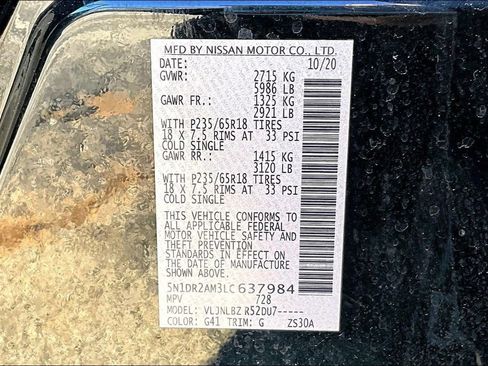 MFD BY NISSAN MOTOR CO., LTD.
DATE: 10/20
GVWR: 2715 KG
5986 LB
GAWR FR.: 1325 KG
2921 LB
WITH P235/65R18 TIRES
18 X 7.5 RIMS AT 33 PSI
COLD SINGLE
GAWR RR.: 1415 KG
3120 LB
WITH P235/65R18 TIRES
18 X 7.5 RIMS AT 33 PSI
COLD SINGLE
THIS VEHICLE CONFORMS TO
ALL APPLICABLE FEDERAL
MOTOR VEHICLE SAFETY AND
THEFT PREVENTION
STANDARDS IN EFFECT ON
THE DATE OF MANUFACTURE
SHOWN ABOVE.
5N1DR2AM3LC637984
MPV 728
MODEL: VLJNLBZ R52DU7-----
COLOR: G41 TRIM: G ZS30A